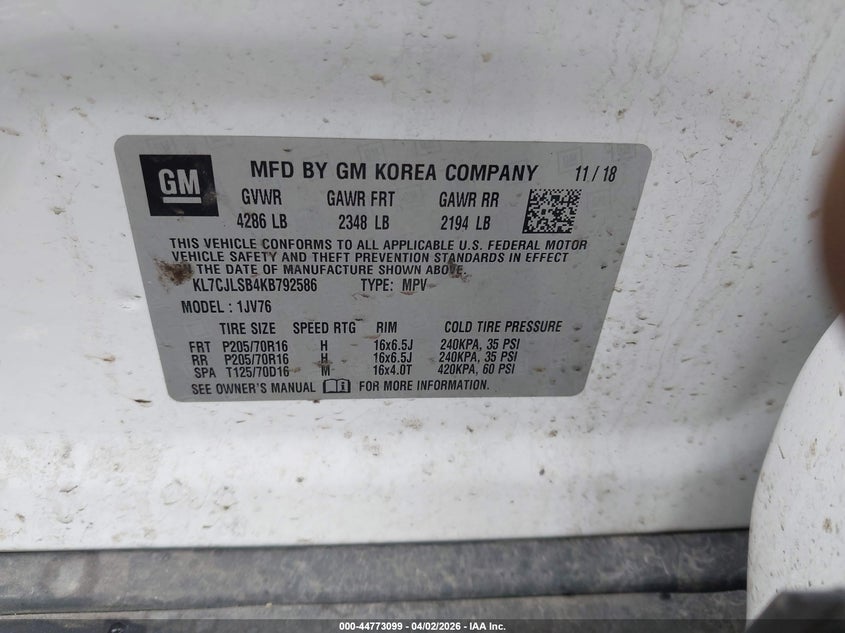 GM
MFD BY GM KOREA COMPANY 11 / 18
GVWR GAWR FRT GAWR RR
4286 LB 2348 LB 2194 LB
THIS VEHICLE CONFORMS TO ALL APPLICABLE U.S. FEDERAL MOTOR
VEHICLE SAFETY AND THEFT PREVENTION STANDARDS IN EFFECT
ON THE DATE OF MANUFACTURE SHOWN ABOVE.
KL7CJLSB4KB792586 TYPE: MPV
MODEL : 1JV76
TIRE SIZE SPEED RTG RIM COLD TIRE PRESSURE
FRT P205/70R16 H 16x6.5J 240KPA, 35 PSI
RR P205/70R16 H 16x6.5J 240KPA, 35 PSI
SPA T125/70D16 M 16x4.0T 420KPA, 60 PSI
SEE OWNER'S MANUAL FOR MORE INFORMATION.
000-44773099 04/02/2026 - IAA Inc.